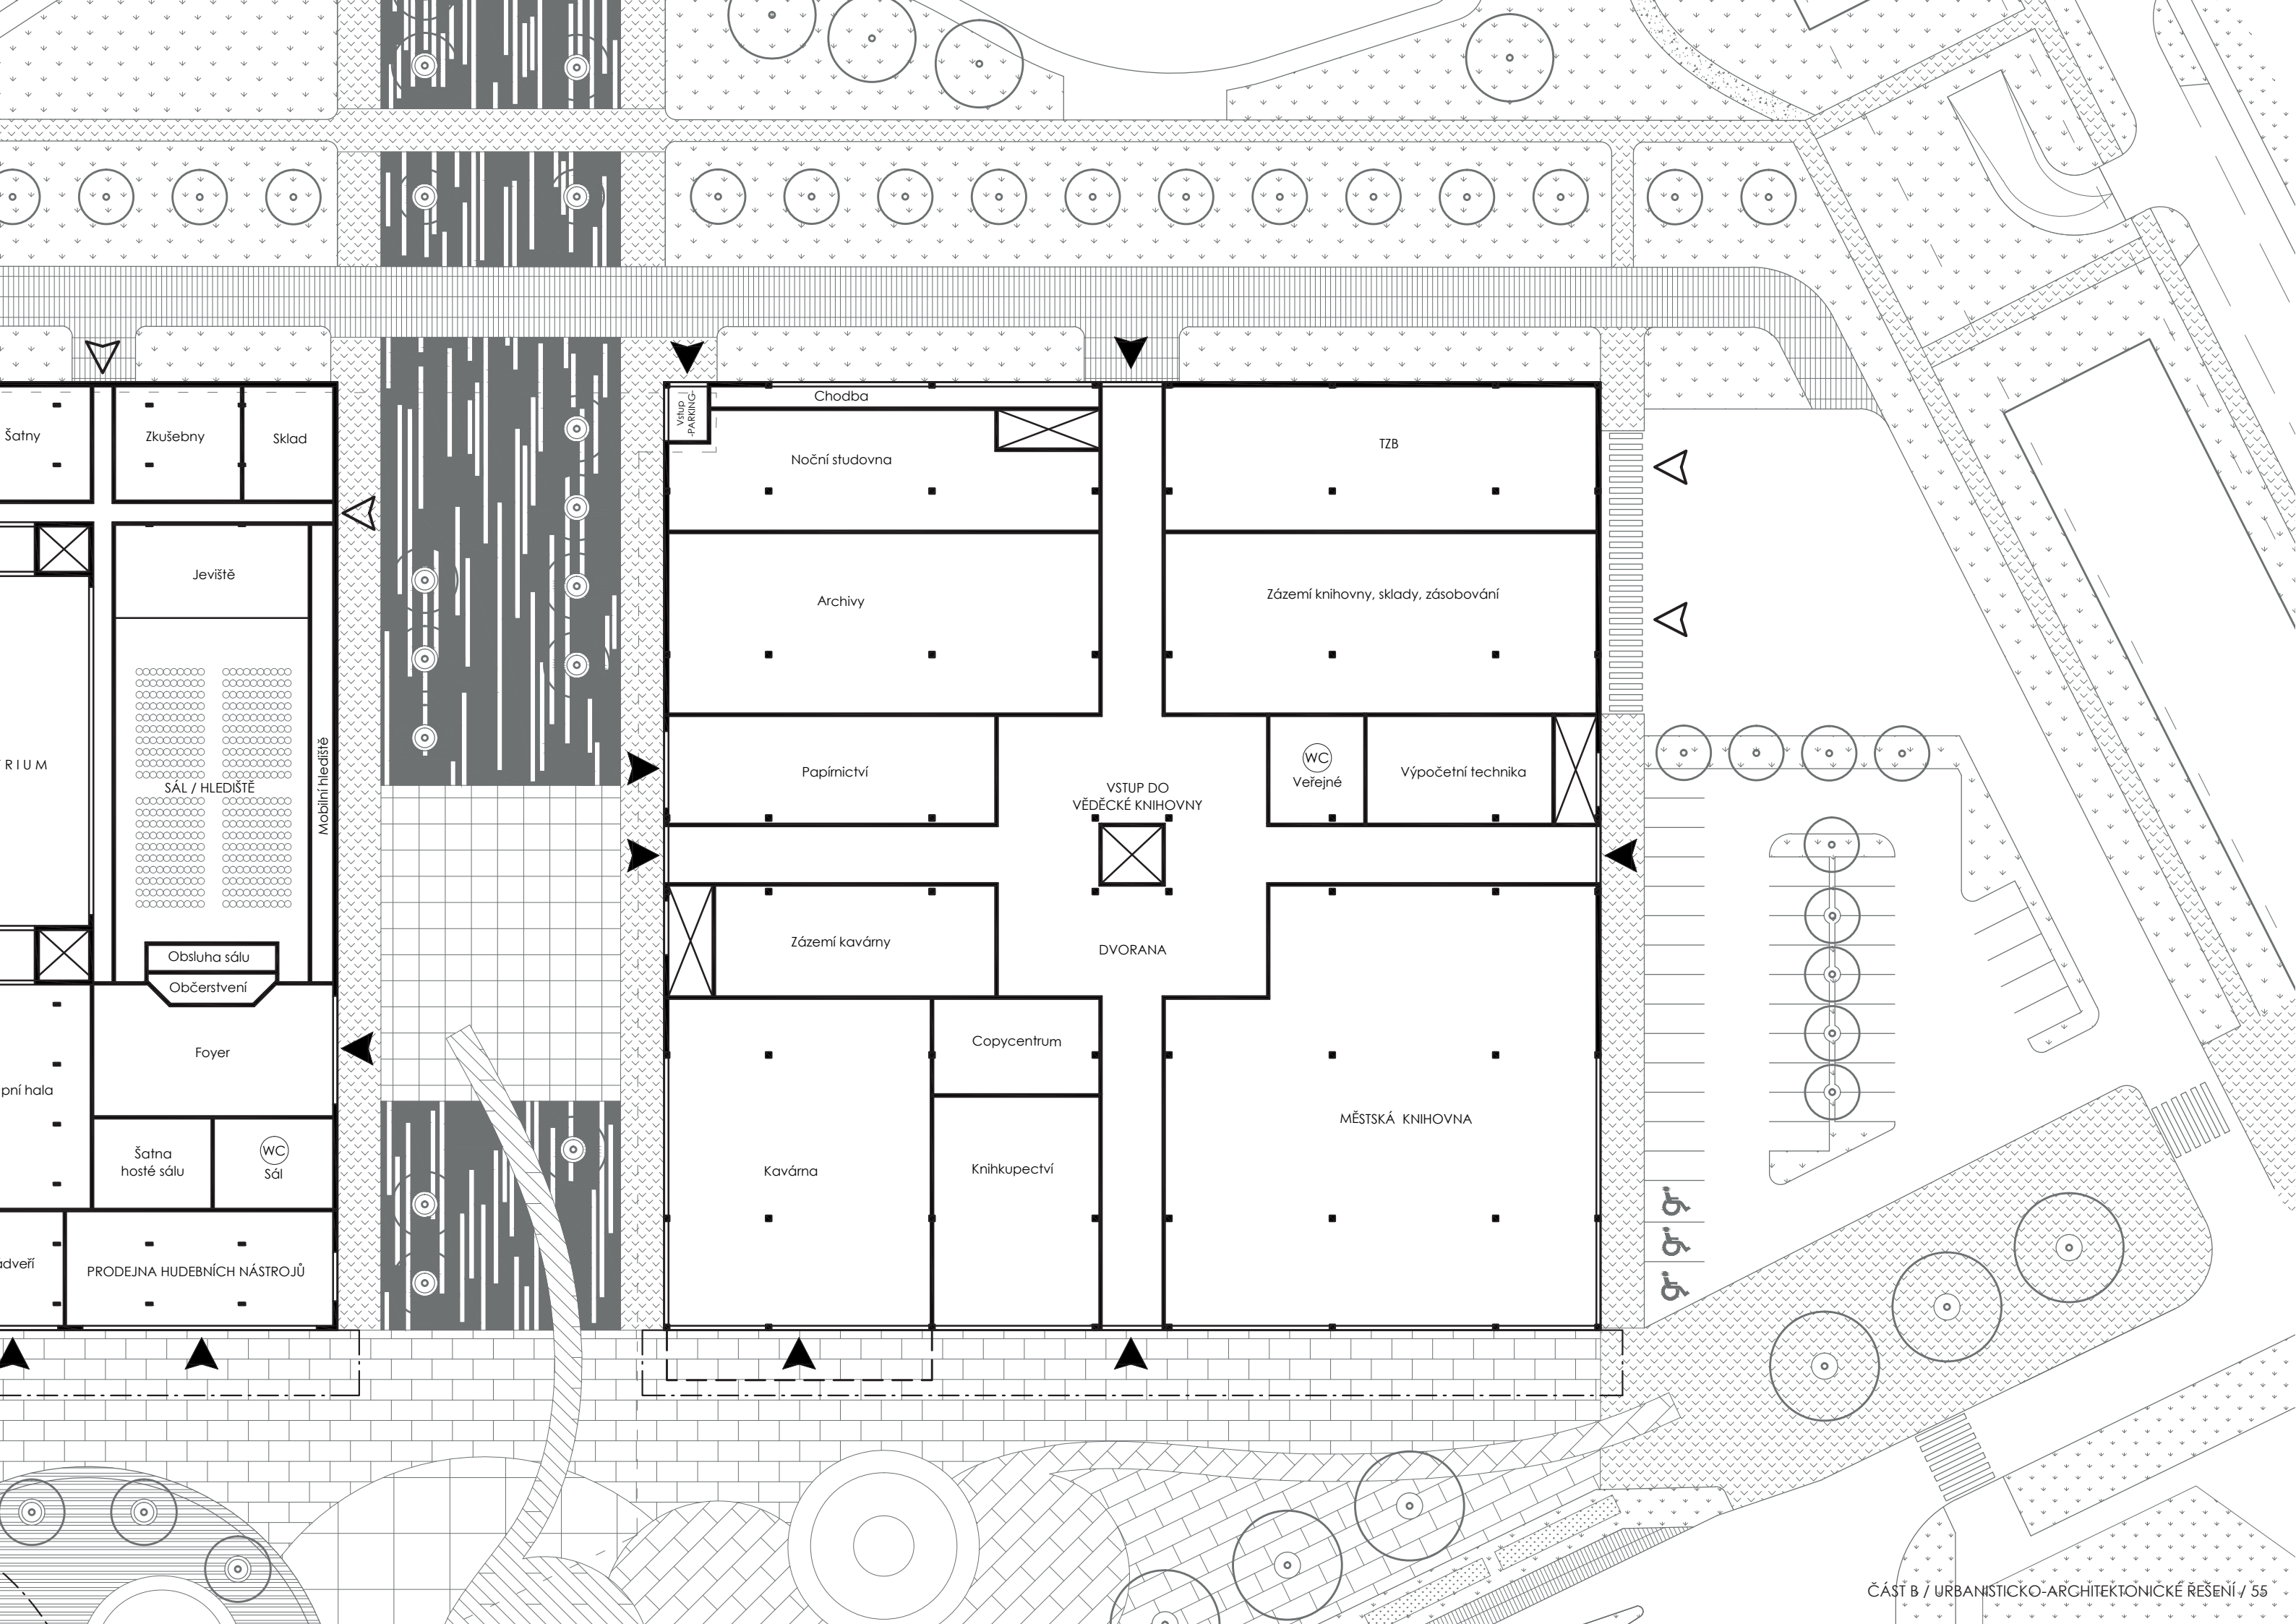 Chodba
Vstup
-PARKING-
Šatny
Zkušebny
Sklad
TZB
Noční studovna
Jeviště
Archivy
Zázemí knihovny, sklady, zásobování
RIUM
SÁL / HLEDIŠTĚ
Mobilní hlediště
Papírnictví
WC
Veřejné
Výpočetní technika
VSTUP DO
VĚDĚCKÉ KNIHOVNY
Zázemí kavárny
DVORANA
Obsluha sálu
Občerstvení
Foyer
Copycentrum
pní hala
MĚSTSKÁ KNIHOVNA
Šatna
hosté sálu
WC
Sál
Kavárna
Knihkupectví
dveří
PRODEJNA HUDEBNÍCH NÁSTROJŮ
ČÁST B / URBANISTICKO-ARCHITEKTONICKÉ ŘEŠENÍ / 55